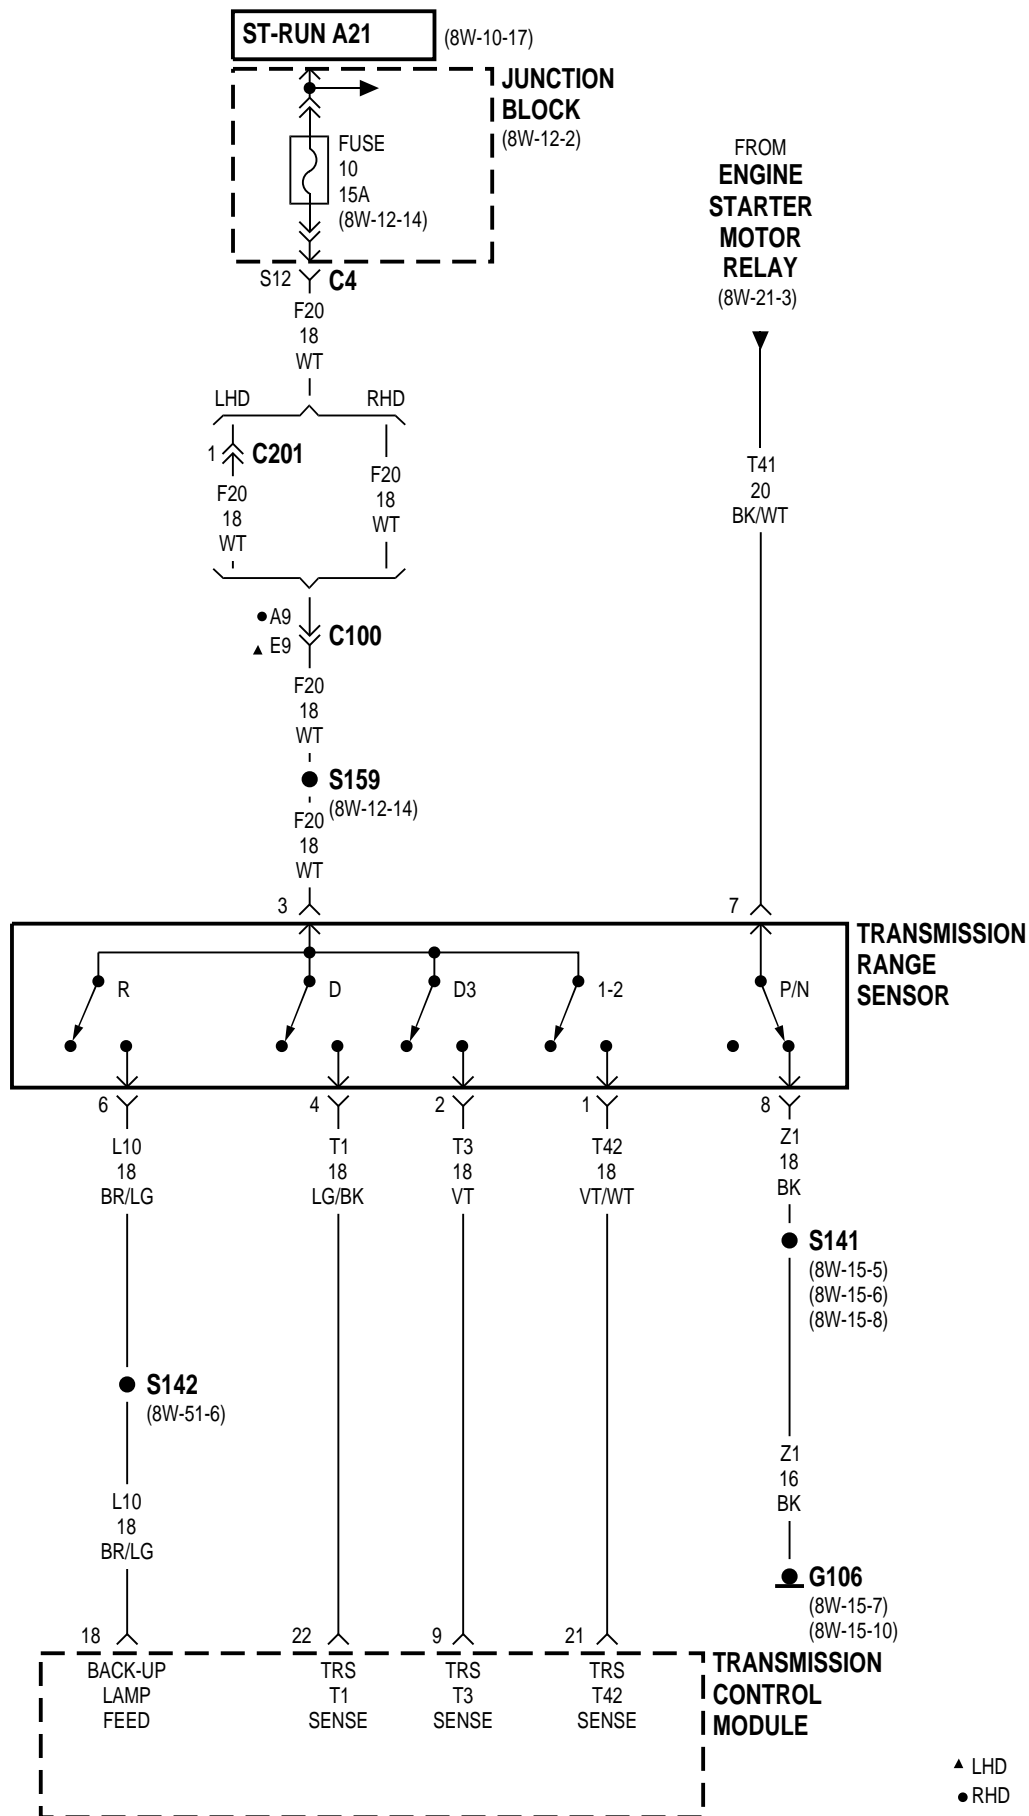 ST-RUN A21 (8W-10-17)
JUNCTION
BLOCK
(8W-12-2)
FUSE
10
15A
(8W-12-14)
FROM
ENGINE
STARTER
MOTOR
RELAY
(8W-21-3)
S12 C4
F20
18
WT
LHD RHD
1 C201
F20
18
WT
F20
18
WT
T41
20
BK/WT
A9
E9
C100
F20
18
WT
S159
(8W-12-14)
F20
18
WT
3 7
TRANSMISSION
RANGE
SENSOR
R D D3 1-2 P/N
6 4 2 1 8
L10
18
BR/LG
T1
18
LG/BK
T3
18
VT
T42
18
VT/WT
Z1
18
BK
S141
(8W-15-5)
(8W-15-6)
(8W-15-8)
S142
(8W-51-6)
Z1
16
BK
L10
18
BR/LG
G106
(8W-15-7)
(8W-15-10)
18 22 9 21
BACK-UP
LAMP
FEED
TRS
T1
SENSE
TRS
T3
SENSE
TRS
T42
SENSE
TRANSMISSION
CONTROL
MODULE
LHD
RHD